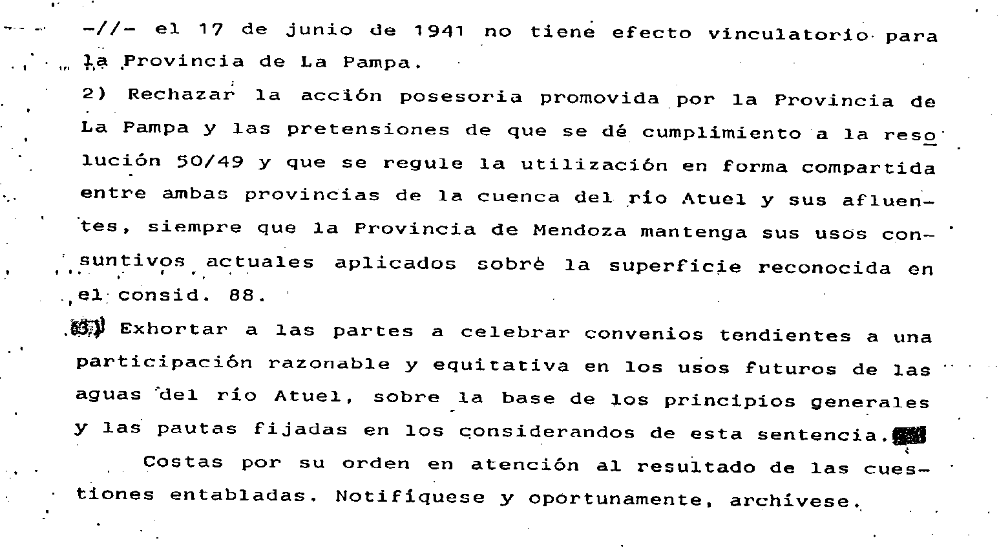 -//- el 17 de junio de 1941 no tiene efecto vinculatorio para
la Provincia de La Pampa.
2) Rechazar la acción posesoria promovida por la Provincia de
La Pampa y las pretensiones de que se dé cumplimiento a la reso
lución 50/49 y que se regule la utilización en forma compartida
entre ambas provincias de la cuenca del río Atuel y sus afluen-
tes, siempre que la Provincia de Mendoza mantenga sus usos con-
suntivos actuales aplicados sobre la superficie reconocida en
el consid. 88.
3) Exhortar a las partes a celebrar convenios tendientes a una
participación razonable y equitativa en los usos futuros de las
aguas del río Atuel, sobre la base de los principios generales
y las pautas fijadas en los considerandos de esta sentencia.
Costas por su orden en atención al resultado de las cues-
tiones entabladas. Notifíquese y oportunamente, archívese.